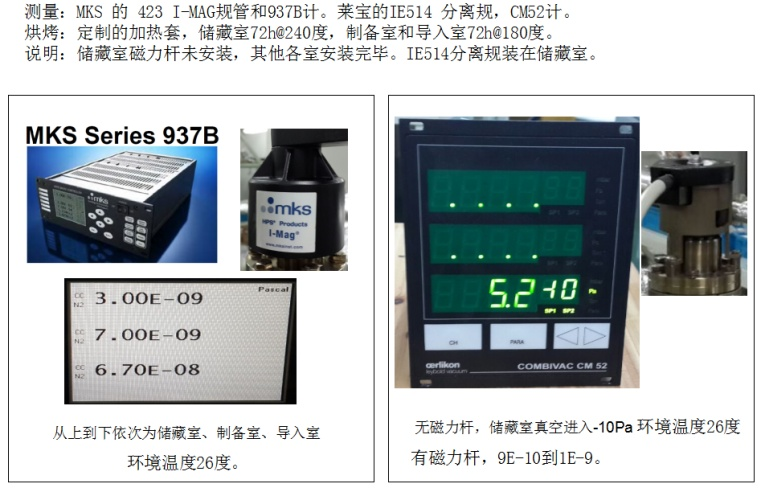 测量：MKS 的 423 I-MAG规管和937B计。莱宝的IE514 分离规，CM52计。
烘烤：定制的加热套，储藏室72h@240度，制备室和导入室72h@180度。
说明：储藏室磁力杆未安装，其他各室安装完毕。IE514分离规装在储藏室。
MKS Series 937B
mks
mks
HPS® Products
I-Mag®
Pascal
CC N2 3.00E-09
CC N2 7.00E-09
CC N2 6.70E-08
从上到下依次为储藏室、制备室、导入室
环境温度26度。
5.2 -10 Pa
SP1 SP2
CH PARA
oerlikon
leybold vacuum
COMBIVAC CM 52
无磁力杆，储藏室真空进入-10Pa 环境温度26度
有磁力杆，9E-10到1E-9。